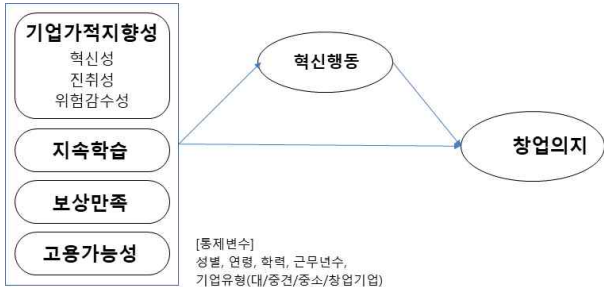 기업가적지향성
혁신성
진취성
위험감수성
지속학습
보상만족
고용가능성
혁신행동
창업의지
[통제변수]
성별, 연령, 학력, 근무년수,
기업유형(대/중견/중소/창업기업)